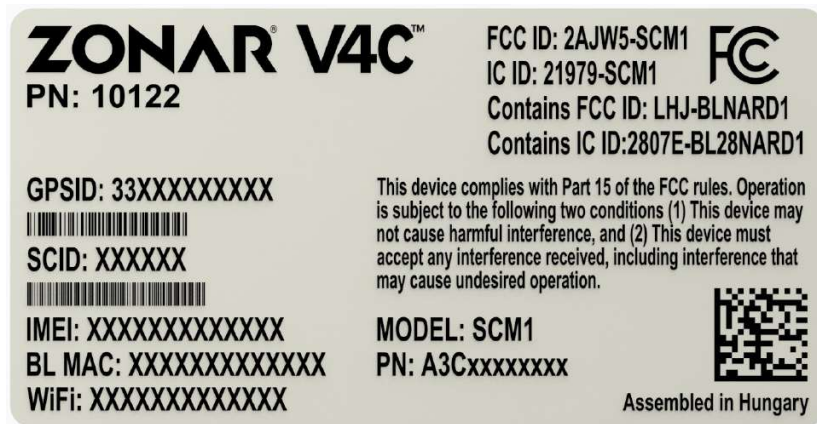 ZONAR® V4C™
PN: 10122
FCC ID: 2AJW5-SCM1
IC ID: 21979-SCM1
Contains FCC ID: LHJ-BLNARD1
Contains IC ID:2807E-BL28NARD1
FC
GPSID: 33XXXXXXXXX
SCID: XXXXXX
IMEI: XXXXXXXXXXXXX
BL MAC: XXXXXXXXXXXXX
WiFi: XXXXXXXXXXXXX
This device complies with Part 15 of the FCC rules. Operation
is subject to the following two conditions (1) This device may
not cause harmful interference, and (2) This device must
accept any interference received, including interference that
may cause undesired operation.
MODEL: SCM1
PN: A3Cxxxxxxxx
Assembled in Hungary